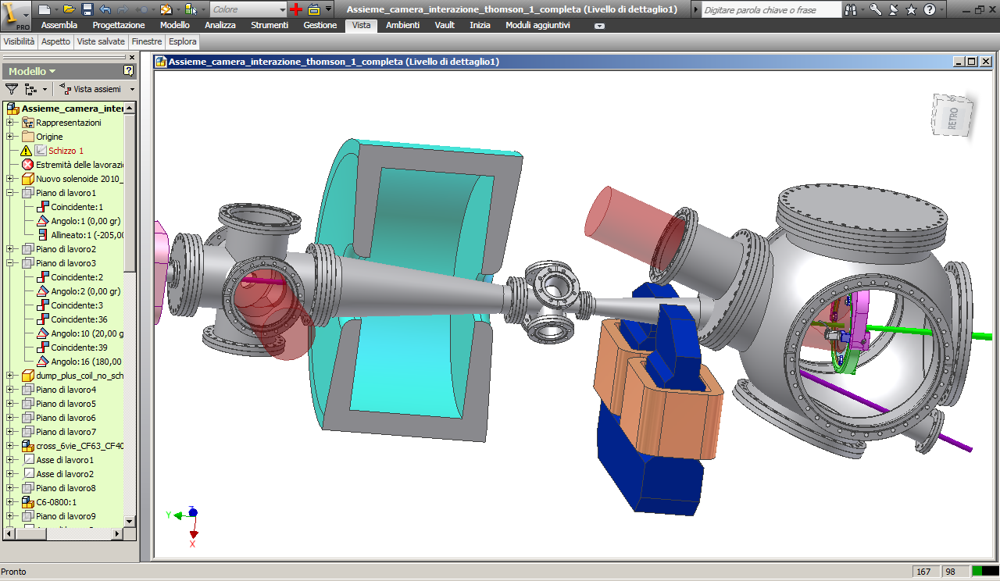 PRO
Colore
Assieme_camera_interazione_thomson_1_completa (Livello di dettaglio1)
Digitare parola chiave o frase
Assembla Progettazione Modello Analizza Strumenti Gestione Vista Ambienti Vault Inizia Moduli aggiuntivi
Visibilità Aspetto Viste salvate Finestre Esplora
Modello
Vista assiemi
Assieme_camera_inter
Rappresentazioni
Origine
Schizzo 1
Estremità delle lavorazi
Nuovo solenoide 2010_
Piano di lavoro1
Coincidente:1
Angolo:1 (0,00 gr)
Allineato:1 (-205,00
Piano di lavoro2
Piano di lavoro3
Coincidente:2
Angolo:2 (0,00 gr)
Coincidente:3
Coincidente:36
Angolo:10 (20,00 g
Coincidente:39
Angolo:16 (180,00
dump_plus_coil_no_sch
Piano di lavoro4
Piano di lavoro5
Piano di lavoro6
Piano di lavoro7
cross_6vie_CF63_CF40
Asse di lavoro1
Asse di lavoro2
Piano di lavoro8
C6-0800:1
Piano di lavoro9
Assieme_camera_interazione_thomson_1_completa (Livello di dettaglio1)
RETRO
Z
Y
X
Pronto
167 98